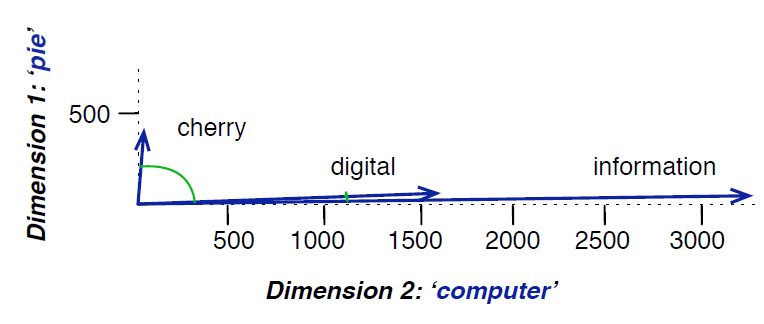 Dimension 1: ‘pie’
500
cherry
digital
information
500 1000 1500 2000 2500 3000
Dimension 2: ‘computer’